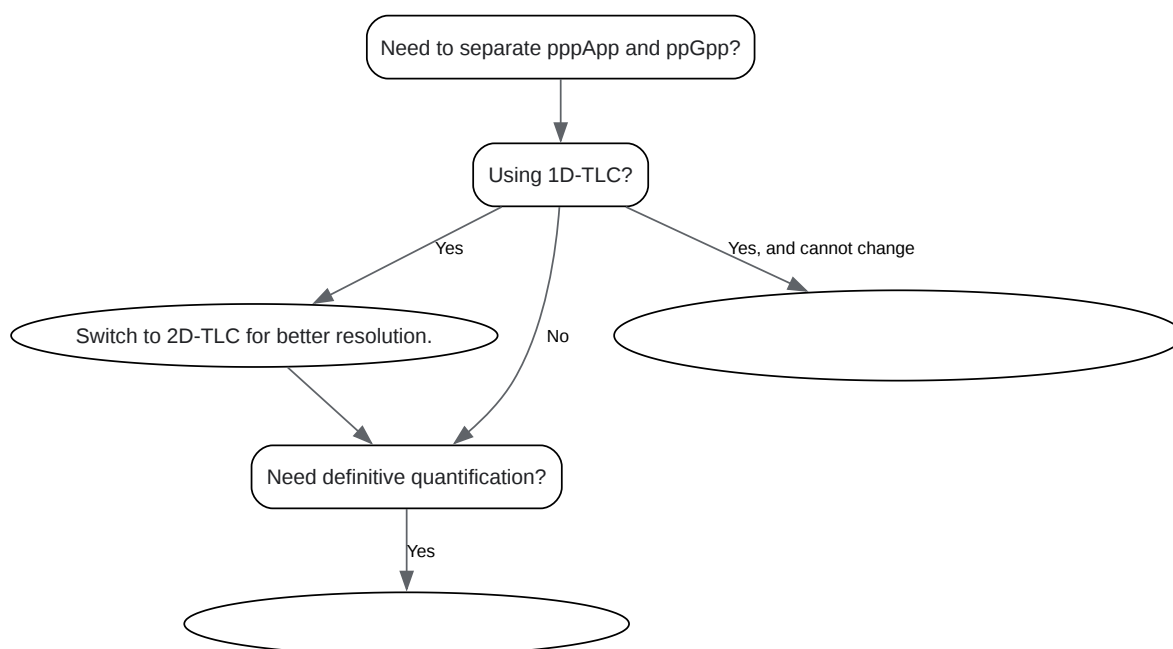 Need to separate pppApp and ppGpp?
Using 1D-TLC?
Yes
Yes, and cannot change
Switch to 2D-TLC for better resolution.
No
Need definitive quantification?
Yes